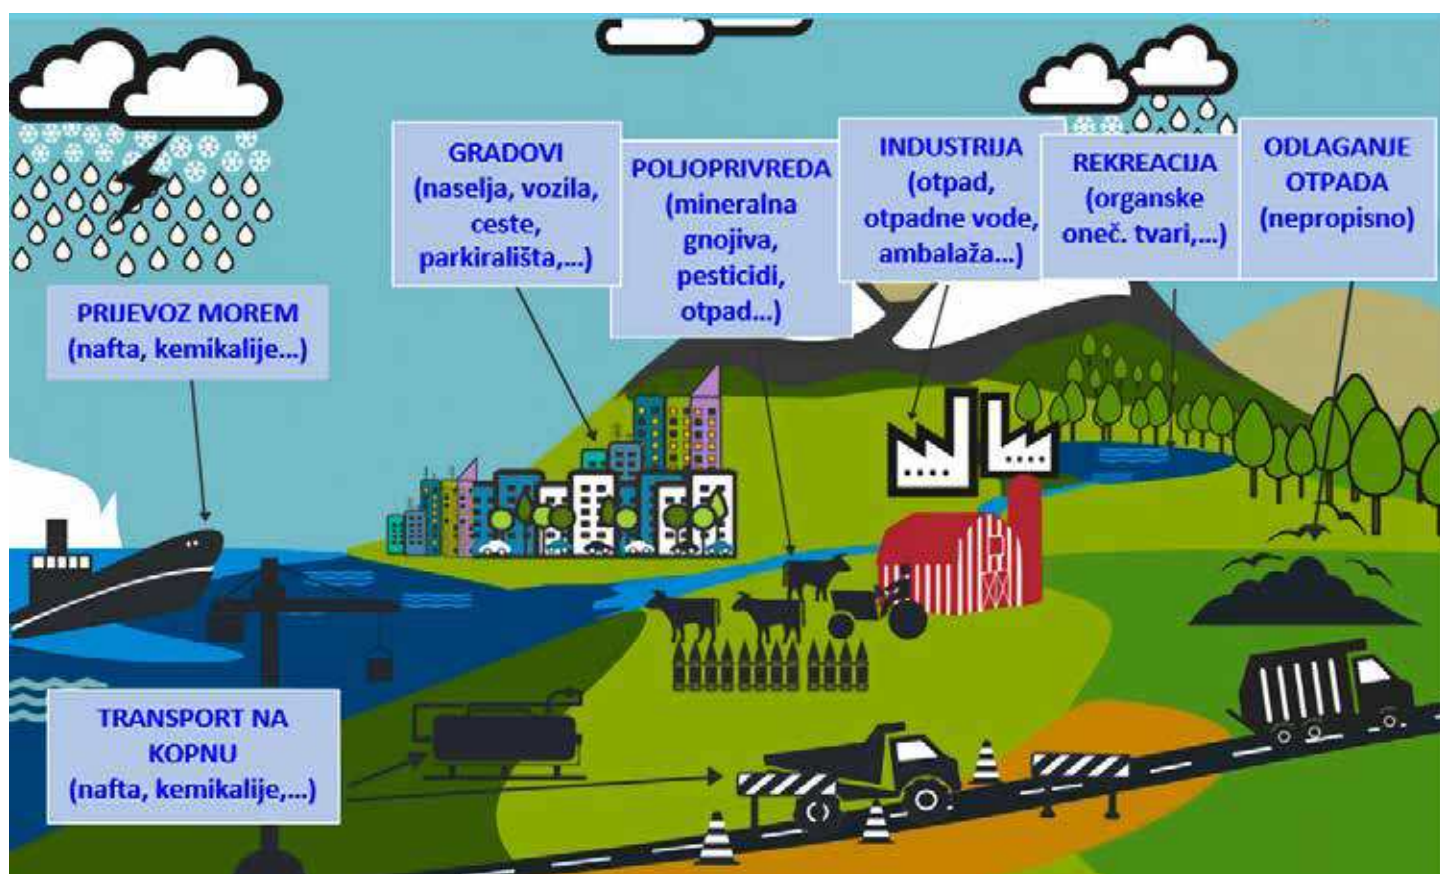 GRADOVI
(naselja, vozila,
ceste,
parkirališta,...)
POLJOPRIVREDA
(mineralna
gnojiva,
pesticidi,
otpad...)
INDUSTRIJA
(otpad,
otpadne vode,
ambalaža...)
REKREACIJA
(organske
oneč. tvari,...)
ODLAGANJE
OTPADA
(nepropisno)
PRIJEVOZ MOREM
(nafta, kemikalije...)
TRANSPORT NA
KOPNU
(nafta, kemikalije,...)